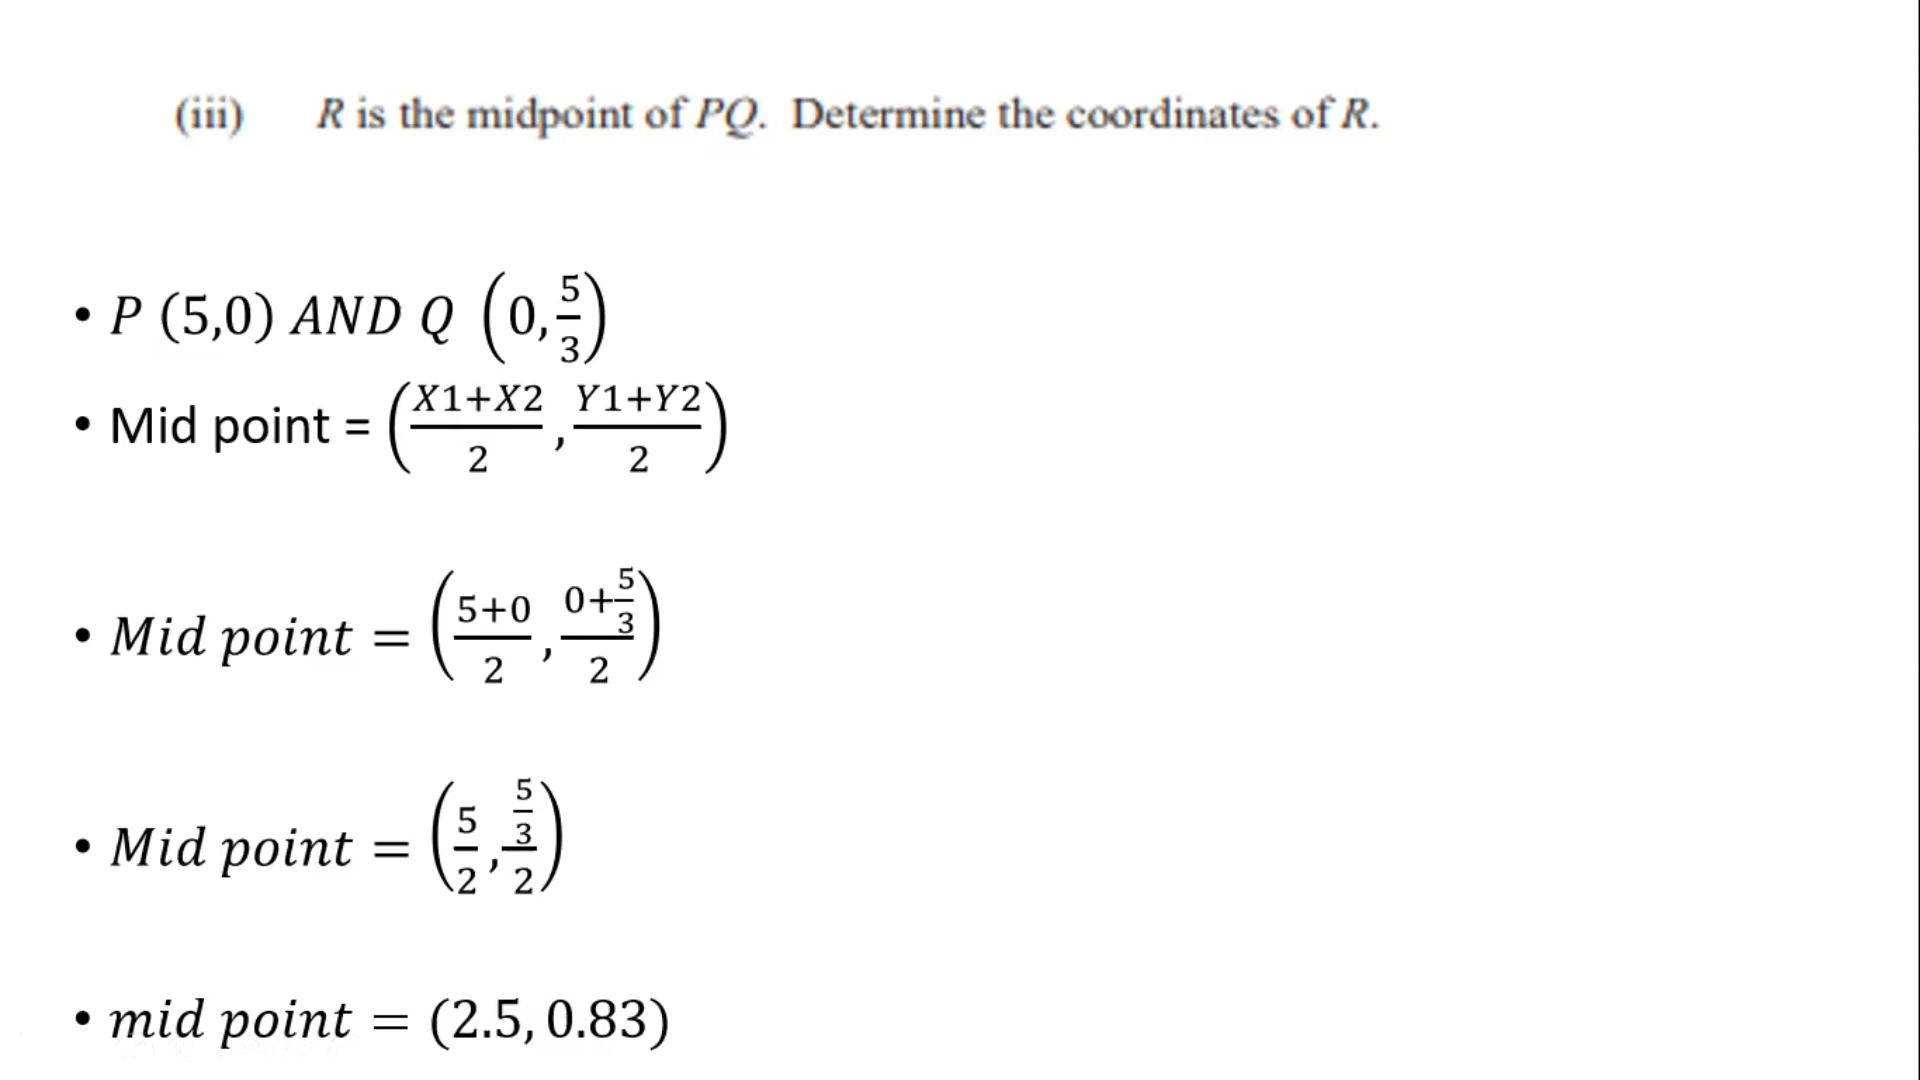 (iii) R is the midpoint of PQ. Determine the coordinates of R.
• P (5,0) AND Q (0, 5/3)
• Mid point = (X1+X2/2, Y1+Y2/2)
• Mid point = (5+0/2, 0+5/3/2)
• Mid point = (5/2, 5/3/2)
• mid point = (2.5, 0.83)